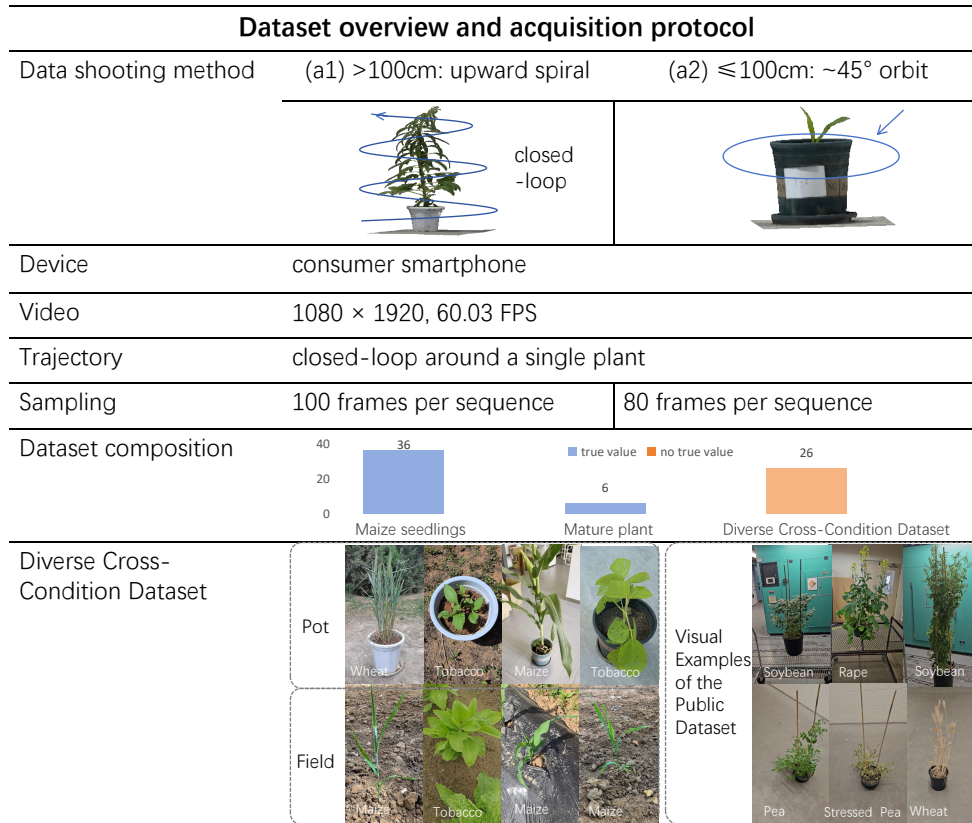 Dataset overview and acquisition protocol
Data shooting method
(a1) >100cm: upward spiral
(a2) ≤100cm: ~45° orbit
closed
-loop
Device
consumer smartphone
Video
1080 × 1920, 60.03 FPS
Trajectory
closed-loop around a single plant
Sampling
100 frames per sequence
80 frames per sequence
Dataset composition
40
20
0
36
6
26
true value
no true value
Maize seedlings
Mature plant
Diverse Cross-Condition Dataset
Diverse Cross-
Condition Dataset
Pot
Wheat
Tobacco
Maize
Tobacco
Field
Maize
Tobacco
Maize
Maize
Visual
Examples
of the
Public
Dataset
Soybean
Rape
Soybean
Pea
Stressed Pea
Wheat